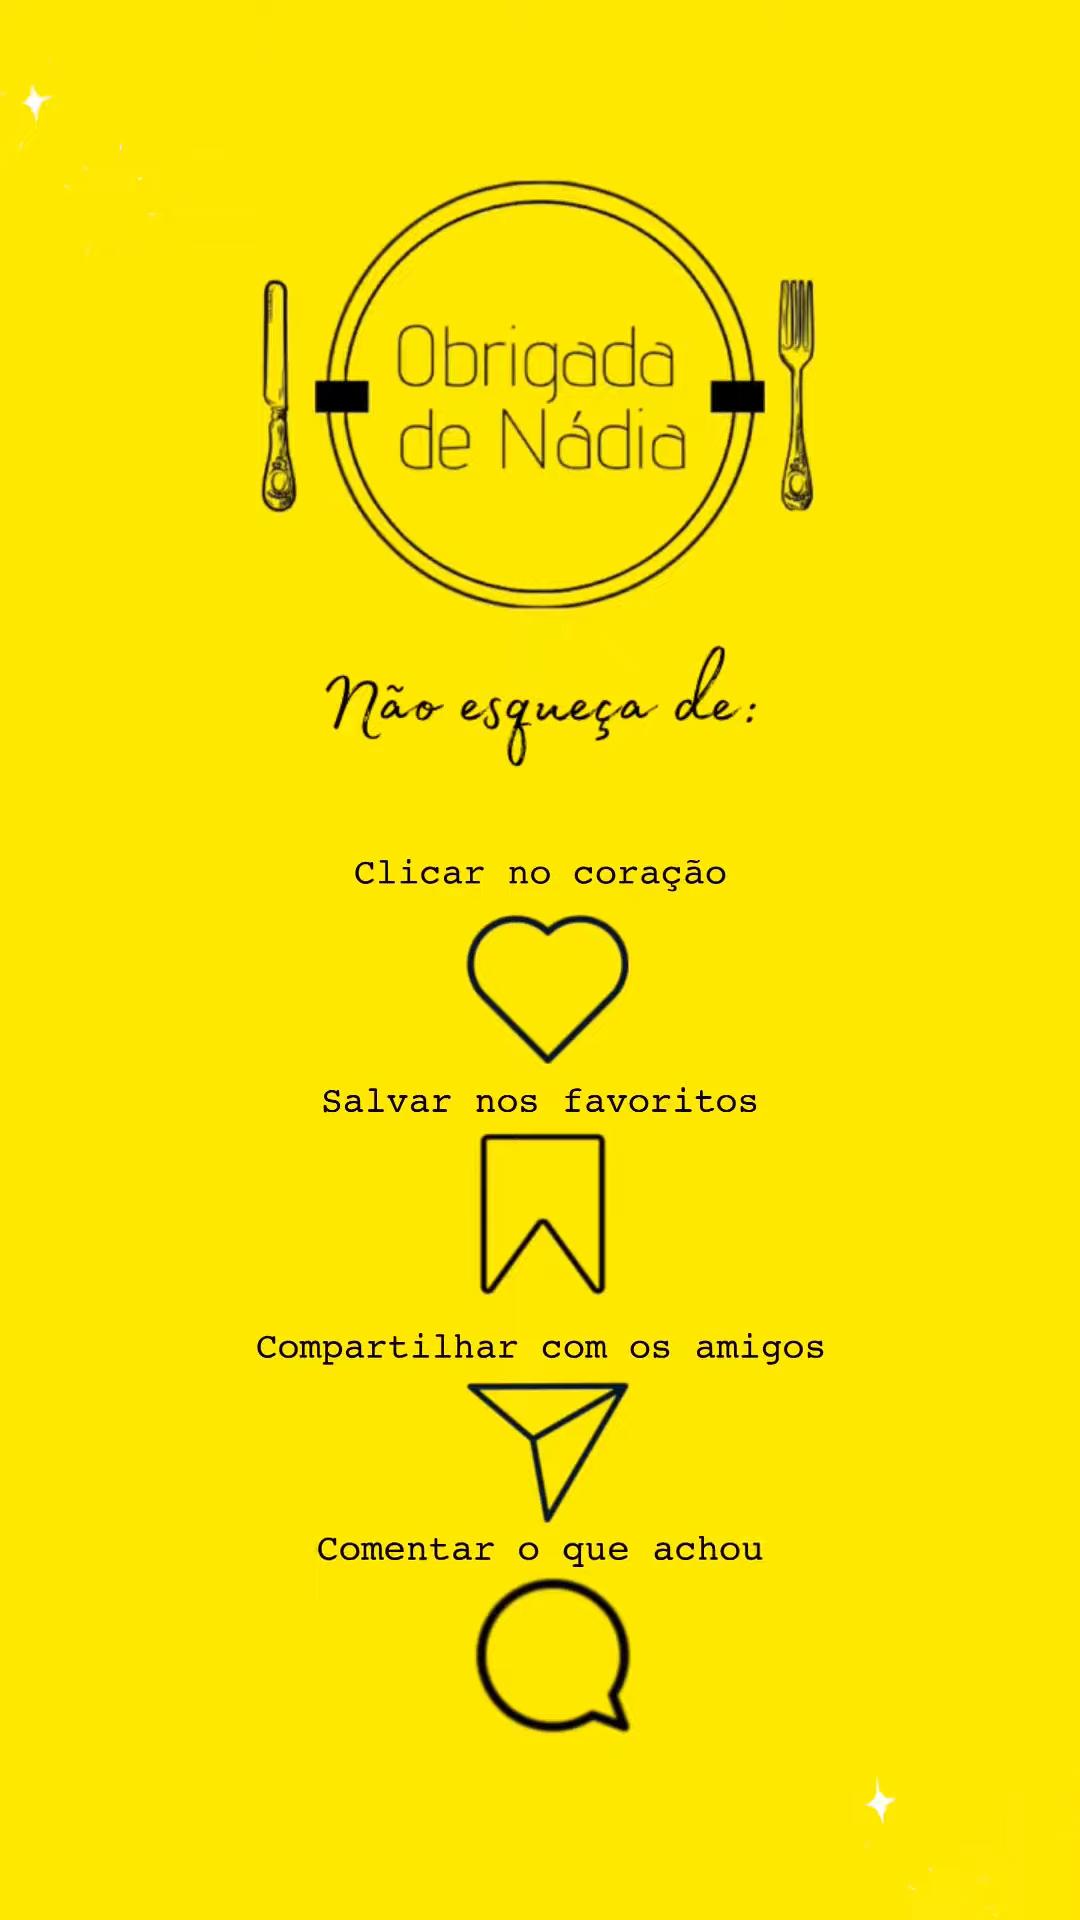 Obrigada
de Nádia
Não esqueça de:
Clicar no coração
Salvar nos favoritos
Compartilhar com os amigos
Comentar o que achou